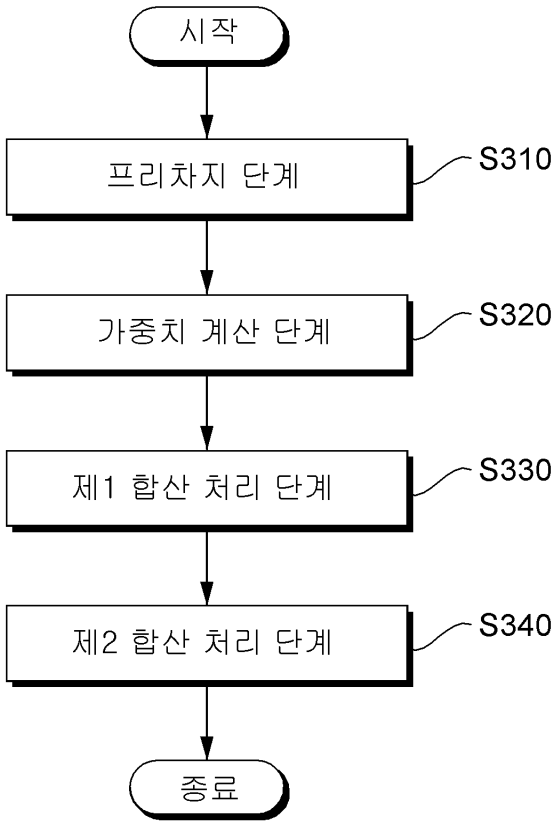 시작
프리차지 단계
S310
가중치 계산 단계
S320
제1 합산 처리 단계
S330
제2 합산 처리 단계
S340
종료